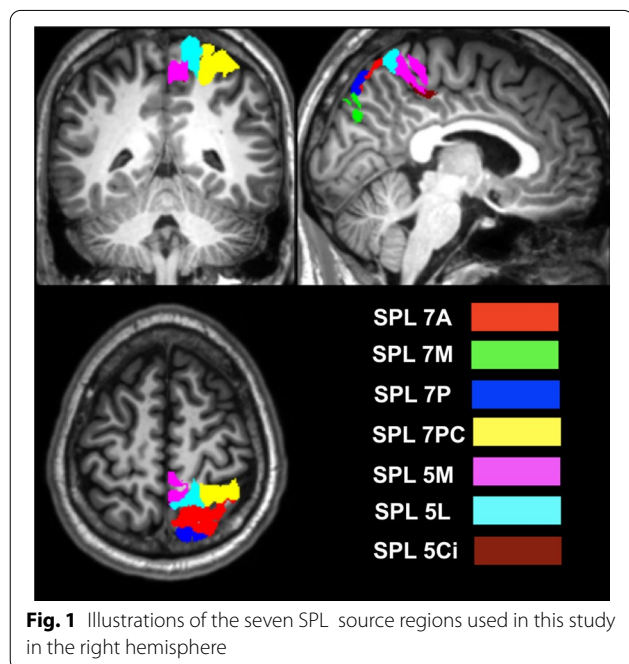 SPL 7A
SPL 7M
SPL 7P
SPL 7PC
SPL 5M
SPL 5L
SPL 5Ci
Fig. 1 Illustrations of the seven SPL source regions used in this study
in the right hemisphere